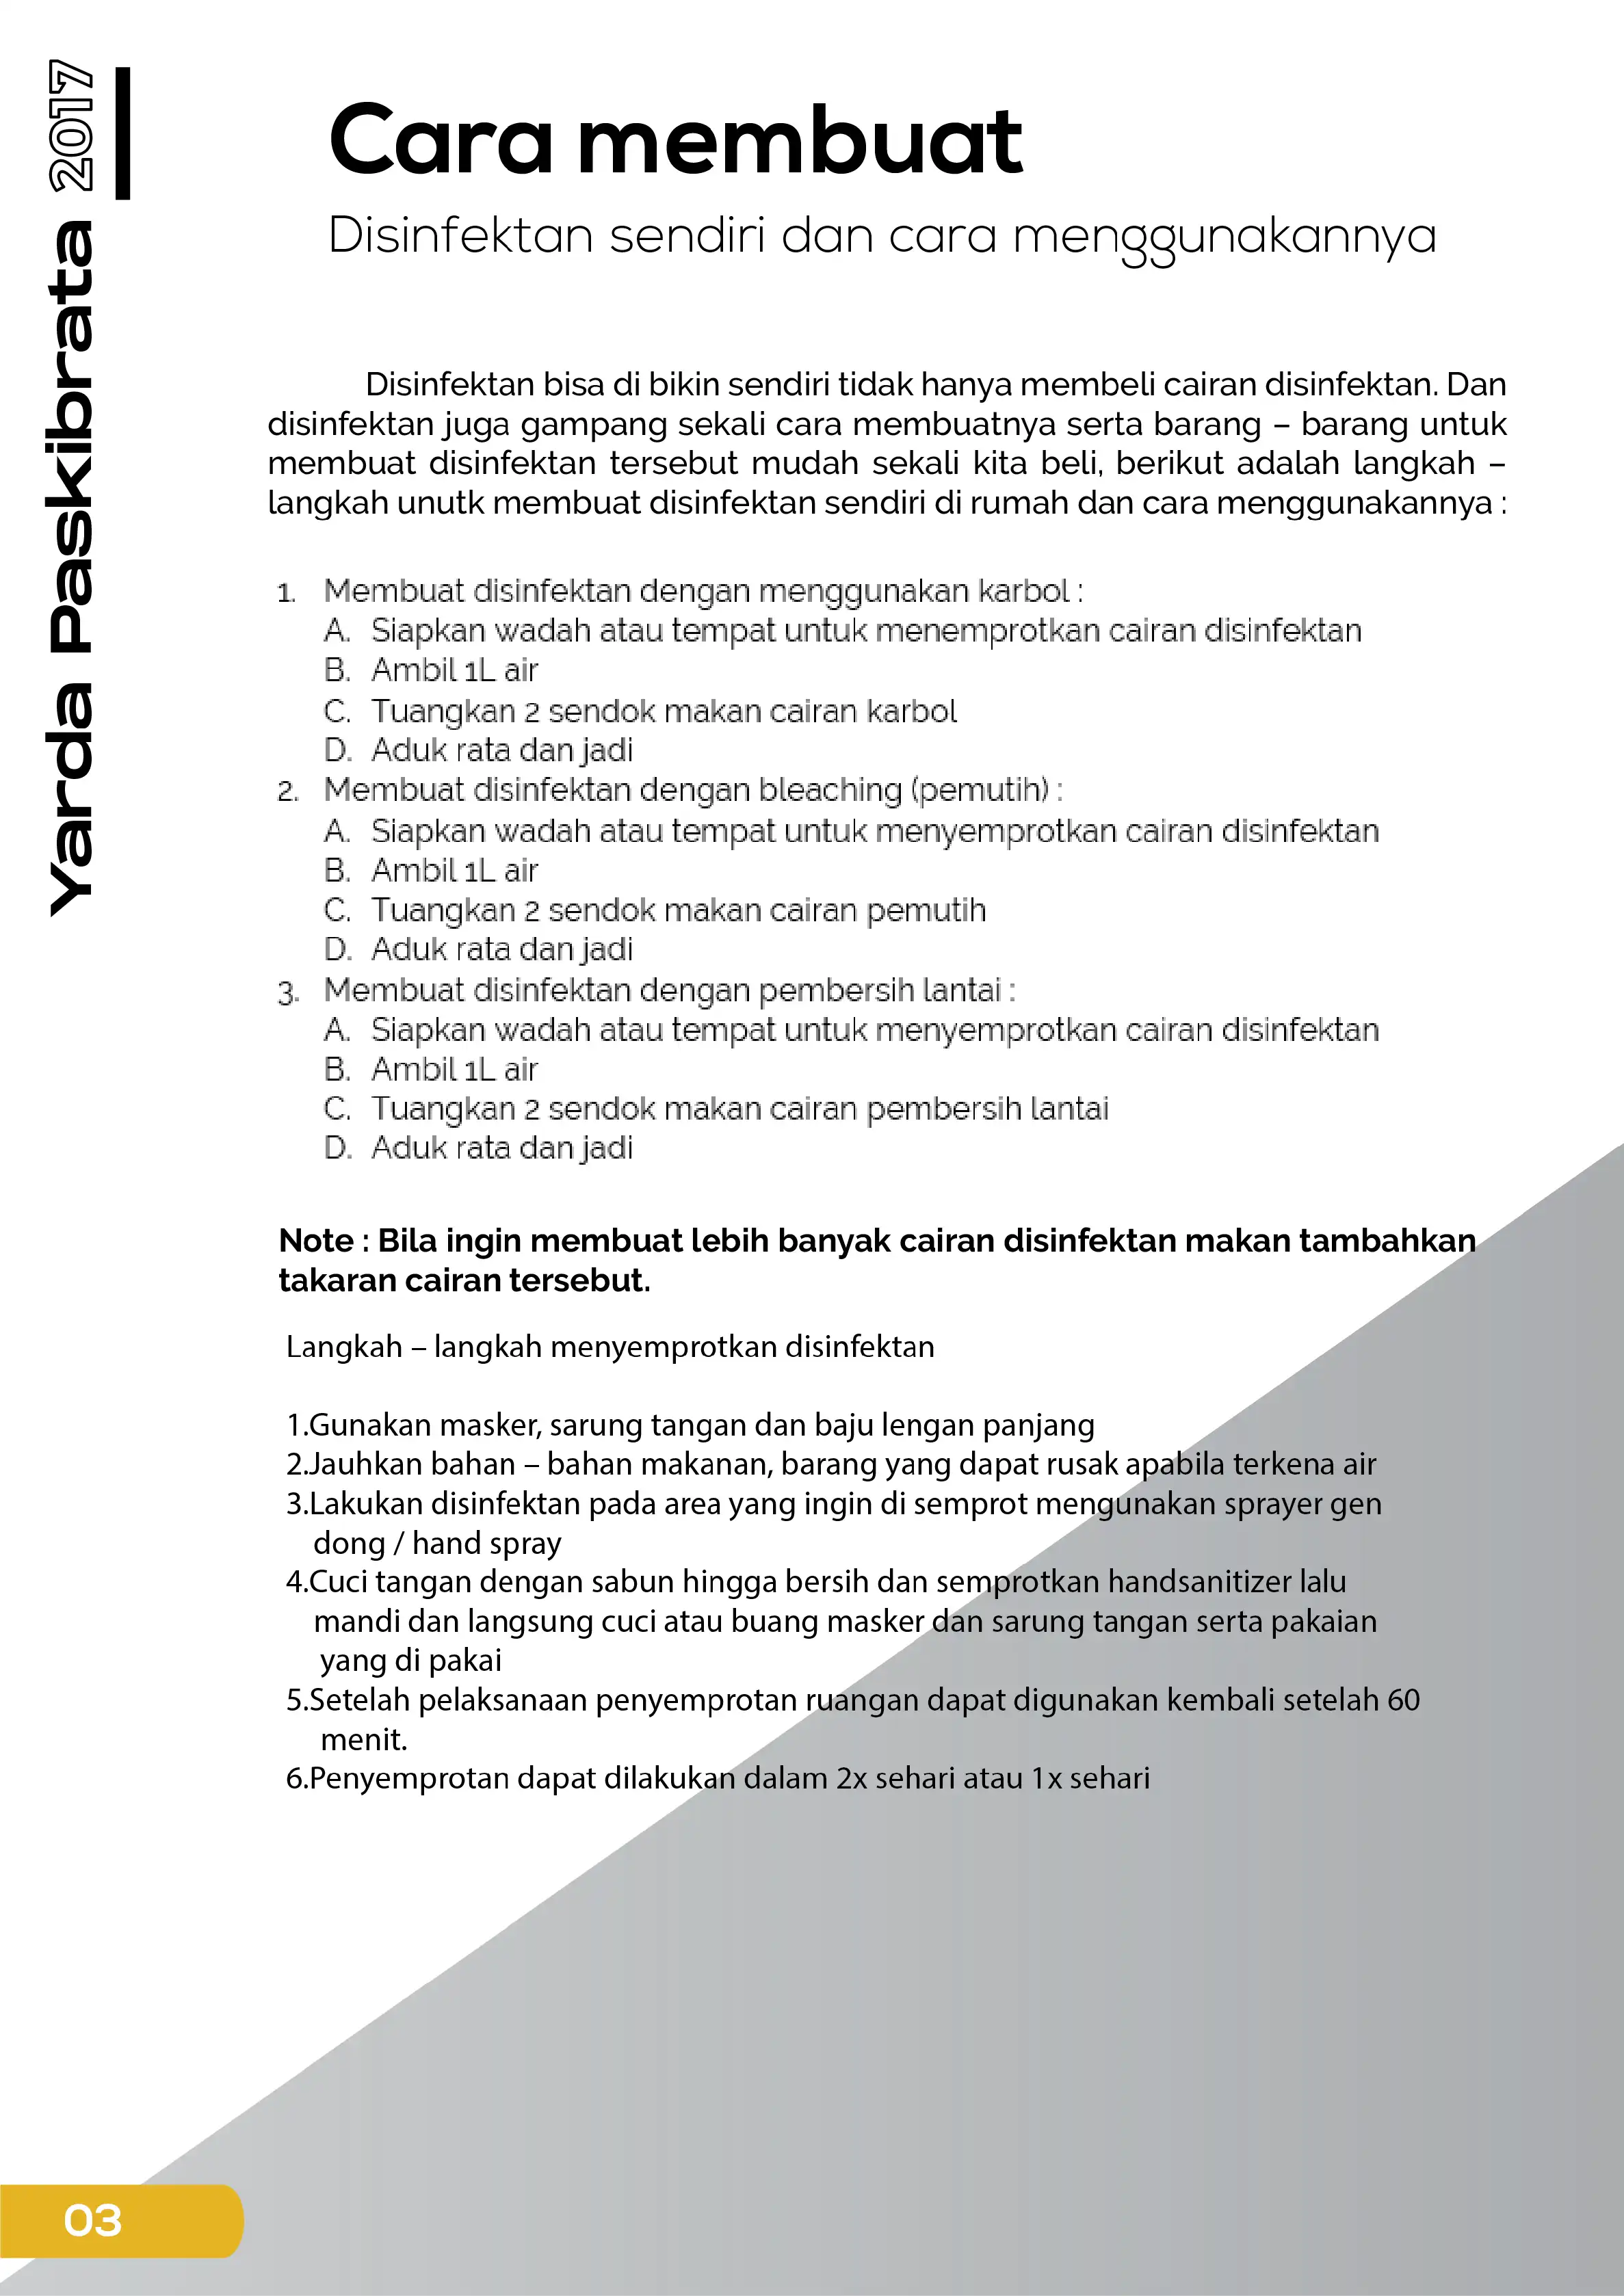 Yarda Paskibrata 2017
Cara membuat
Disinfektan sendiri dan cara menggunakannya
Disinfektan bisa di bikin sendiri tidak hanya membeli cairan disinfektan. Dan
disinfektan juga gampang sekali cara membuatnya serta barang – barang untuk
membuat disinfektan tersebut mudah sekali kita beli, berikut adalah langkah –
langkah unutk membuat disinfektan sendiri di rumah dan cara menggunakannya :
1. Membuat disinfektan dengan menggunakan karbol :
A. Siapkan wadah atau tempat untuk menemprotkan cairan disinfektan
B. Ambil 1L air
C. Tuangkan 2 sendok makan cairan karbol
D. Aduk rata dan jadi
2. Membuat disinfektan dengan bleaching (pemutih) :
A. Siapkan wadah atau tempat untuk menyemprotkan cairan disinfektan
B. Ambil 1L air
C. Tuangkan 2 sendok makan cairan pemutih
D. Aduk rata dan jadi
3. Membuat disinfektan dengan pembersih lantai :
A. Siapkan wadah atau tempat untuk menyemprotkan cairan disinfektan
B. Ambil 1L air
C. Tuangkan 2 sendok makan cairan pembersih lantai
D. Aduk rata dan jadi
Note : Bila ingin membuat lebih banyak cairan disinfektan makan tambahkan
takaran cairan tersebut.
Langkah – langkah menyemprotkan disinfektan
1.Gunakan masker, sarung tangan dan baju lengan panjang
2.Jauhkan bahan – bahan makanan, barang yang dapat rusak apabila terkena air
3.Lakukan disinfektan pada area yang ingin di semprot mengunakan sprayer gen
dong / hand spray
4.Cuci tangan dengan sabun hingga bersih dan semprotkan handsanitizer lalu
mandi dan langsung cuci atau buang masker dan sarung tangan serta pakaian
yang di pakai
5.Setelah pelaksanaan penyemprotan ruangan dapat digunakan kembali setelah 60
menit.
6.Penyemprotan dapat dilakukan dalam 2x sehari atau 1x sehari
03